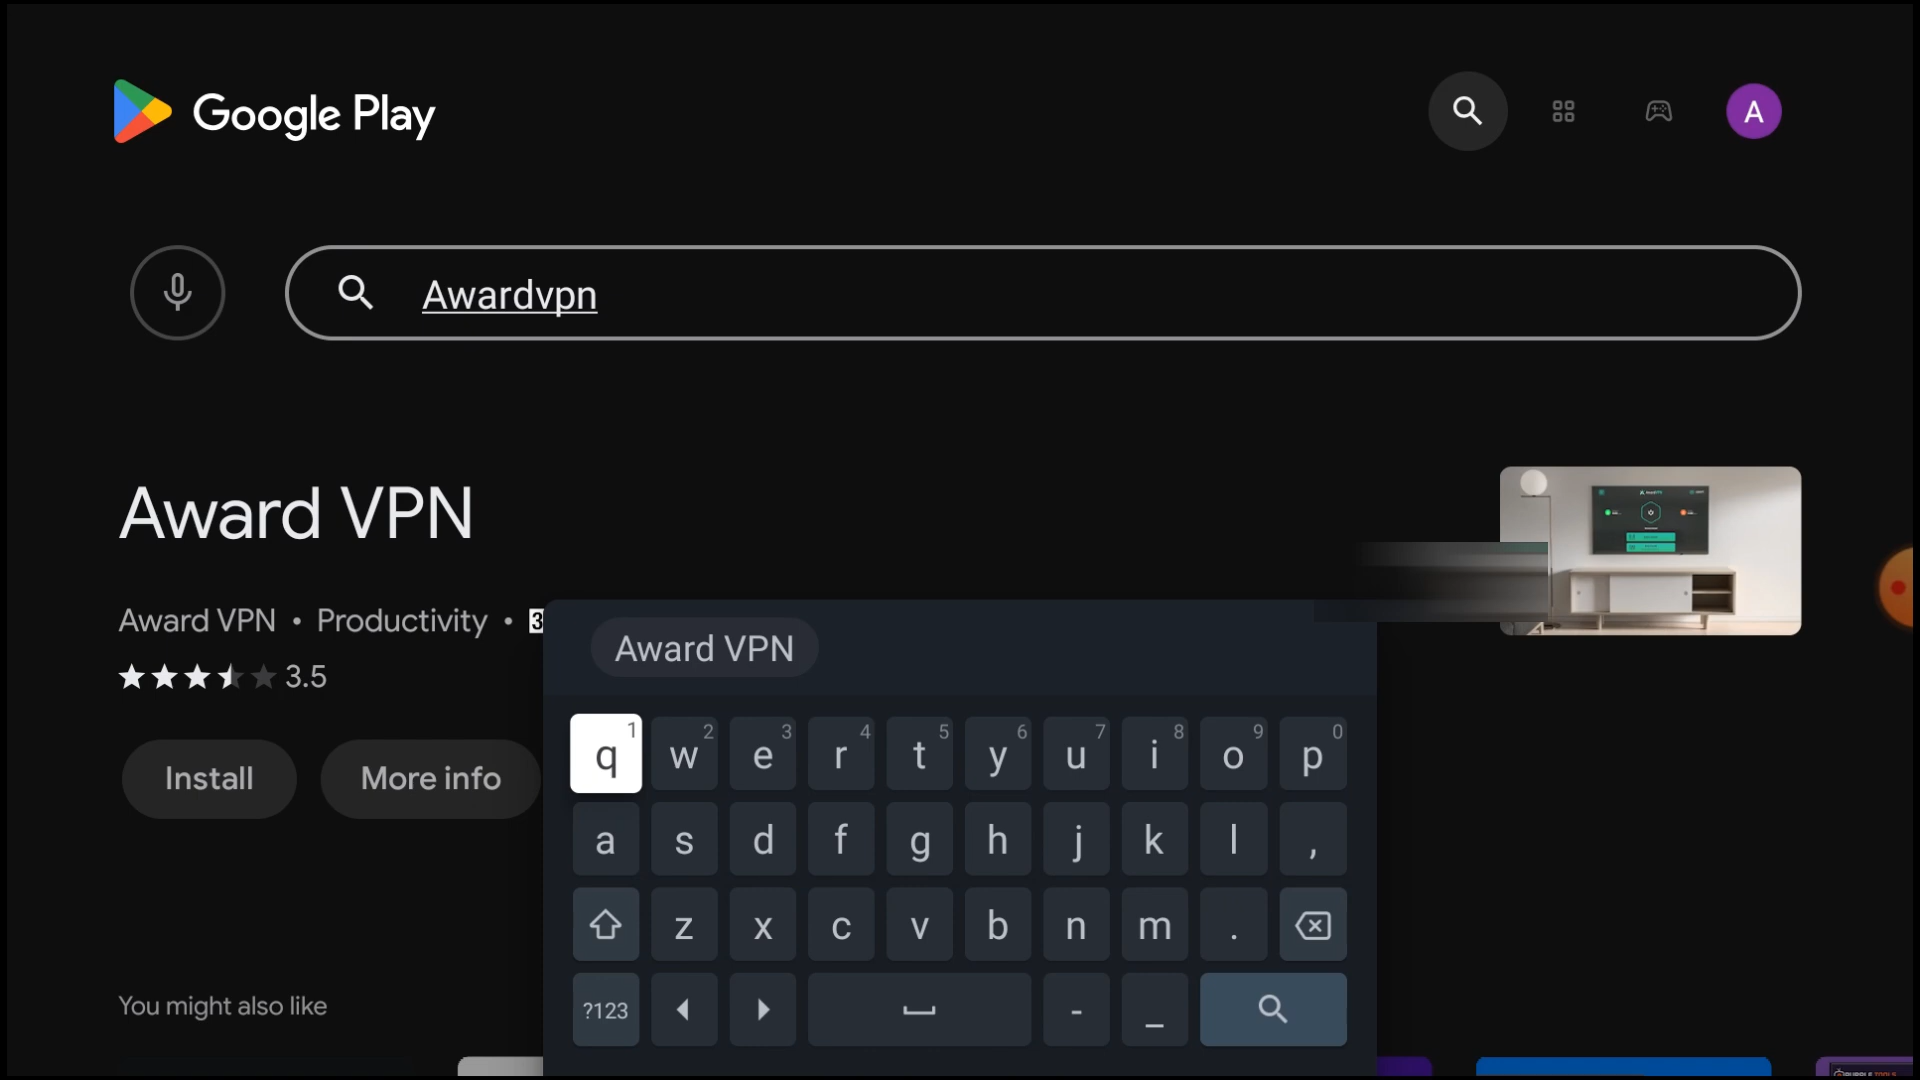 Google Play
A
Awardvpn
Award VPN
Award VPN • Productivity • 3
3.5
Install
More info
You might also like
Award VPN
q 1 w 2 e 3 r 4 t 5 y 6 u 7 i 8 o 9 p 0
a s d f g h j k l ,
z x c v b n m .
?123 - _